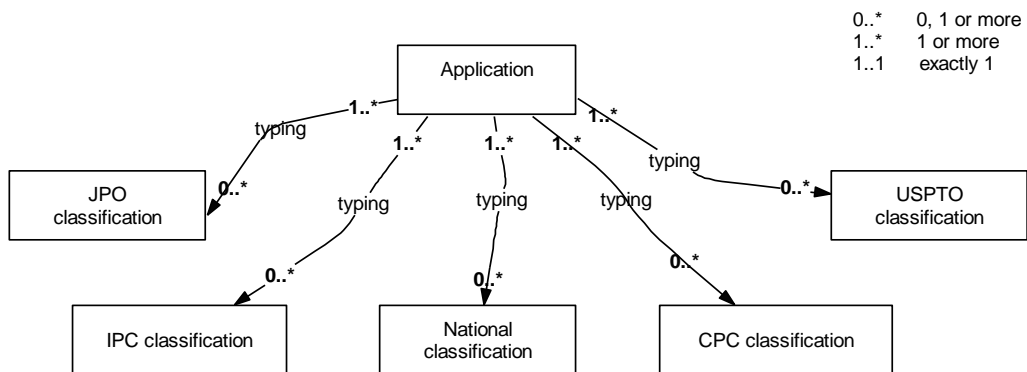 0..* 0, 1 or more
1..* 1 or more
1..1 exactly 1
Application
1..*
1..*
1..*
1..*
1..*
typing
typing
typing
typing
typing
0..*
0..*
0..*
0..*
0..*
JPO
classification
USPTO
classification
IPC classification
National
classification
CPC classification